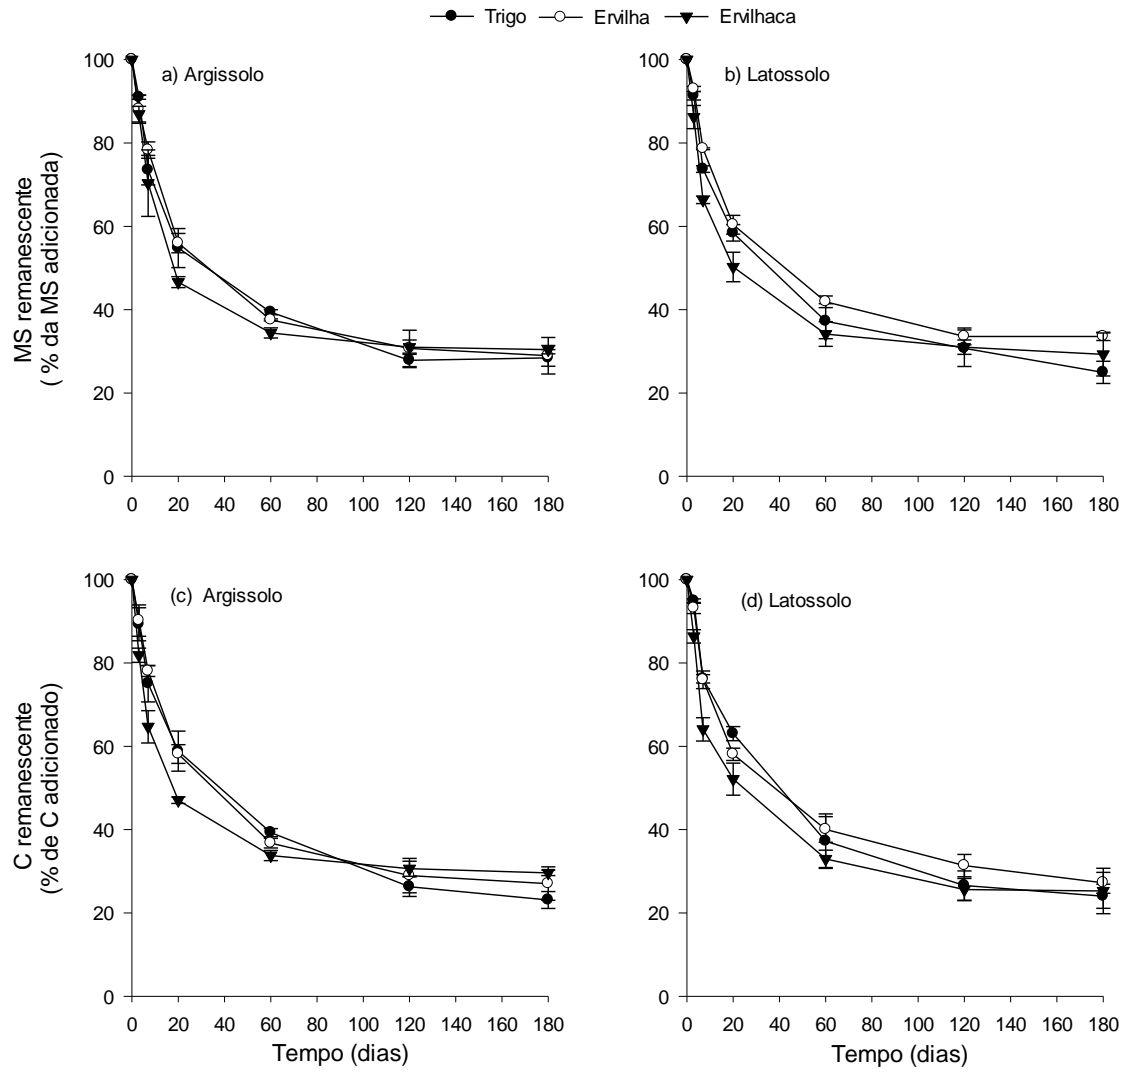 Trigo Ervilha Ervilhaca
a) Argissolo
100
80
60
40
20
0
0 20 40 60 80 100 120 140 160 180
MS remanescente
( % da MS adicionada)
b) Latossolo
100
80
60
40
20
0
0 20 40 60 80 100 120 140 160 180
(c) Argissolo
100
80
60
40
20
0
0 20 40 60 80 100 120 140 160 180
Tempo (dias)
C remanescente
(% de C adicionado)
(d) Latossolo
100
80
60
40
20
0
0 20 40 60 80 100 120 140 160 180
Tempo (dias)